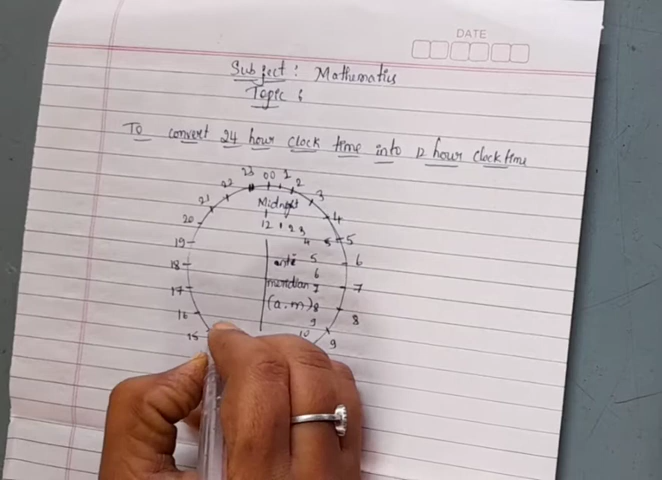 DATE
Subject : Mathematics
Topic :
To convert 24 hour clock time into 12 hour clock time
23 00 1
22 2
21 3
20 4
19 5
18 6
17 7
16 8
15 9
Midnight
12 1 2 3
4
ante 5
6
meridian 7
(a.m) 8
9
10